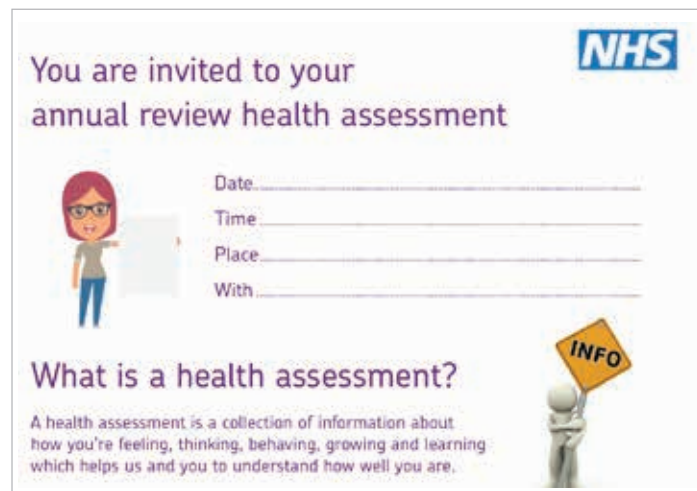 NHS
You are invited to your
annual review health assessment
Date
Time
Place
With
INFO
What is a health assessment?
A health assessment is a collection of information about
how you're feeling, thinking, behaving, growing and learning
which helps us and you to understand how well you are.